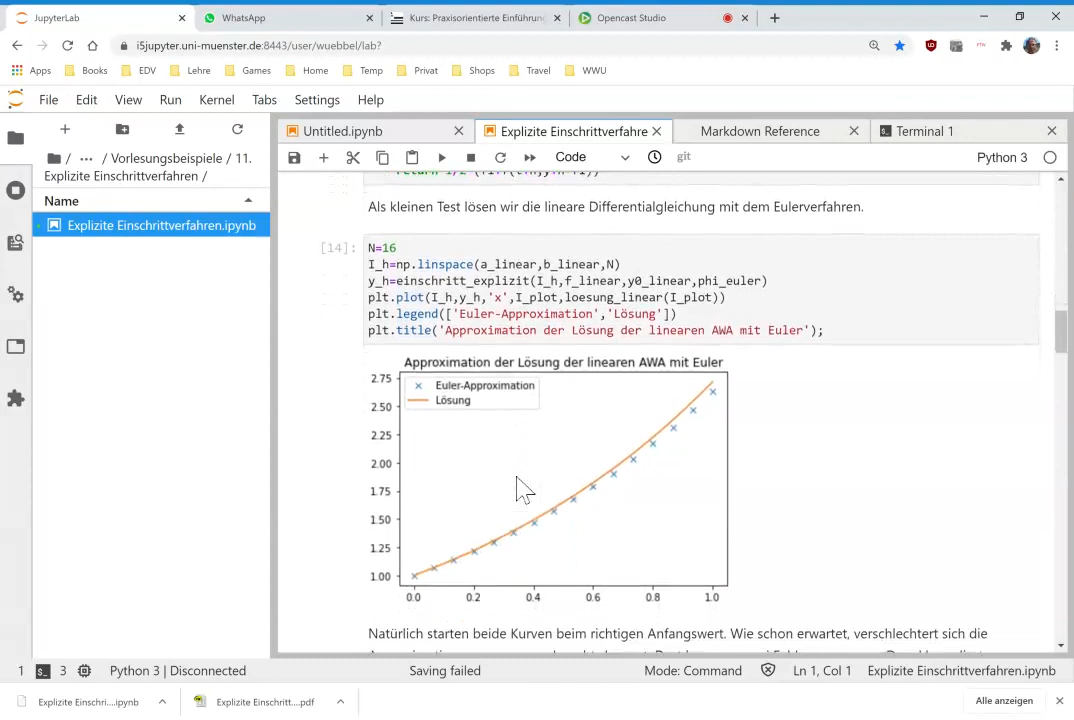 JupyterLab
WhatsApp
Kurs: Praxisorientierte Einführung
Opencast Studio
i5jupyter.uni-muenster.de:8443/user/wuebbel/lab?
Apps Books EDV Lehre Games Home Temp Privat Shops Travel WWU
File Edit View Run Kernel Tabs Settings Help
Untitled.ipynb
Explizite Einschrittverfahre
Markdown Reference
Terminal 1
Code
git
Python 3
/ ··· / Vorlesungsbeispiele / 11.
Explizite Einschrittverfahren /
Name
Explizite Einschrittverfahren.ipynb
Als kleinen Test lösen wir die lineare Differentialgleichung mit dem Eulerverfahren.
[14]:
N=16
I_h=np.linspace(a_linear,b_linear,N)
y_h=einschritt_explizit(I_h,f_linear,y0_linear,phi_euler)
plt.plot(I_h,y_h,'x',I_plot,loesung_linear(I_plot))
plt.legend(['Euler-Approximation','Lösung'])
plt.title('Approximation der Lösung der linearen AWA mit Euler');
Approximation der Lösung der linearen AWA mit Euler
Euler-Approximation
Lösung
2.75
2.50
2.25
2.00
1.75
1.50
1.25
1.00
0.0 0.2 0.4 0.6 0.8 1.0
Natürlich starten beide Kurven beim richtigen Anfangswert. Wie schon erwartet, verschlechtert sich die
1 3 Python 3 | Disconnected
Saving failed
Mode: Command
Ln 1, Col 1
Explizite Einschrittverfahren.ipynb
Explizite Einschri....ipynb
Explizite Einschritt....pdf
Alle anzeigen